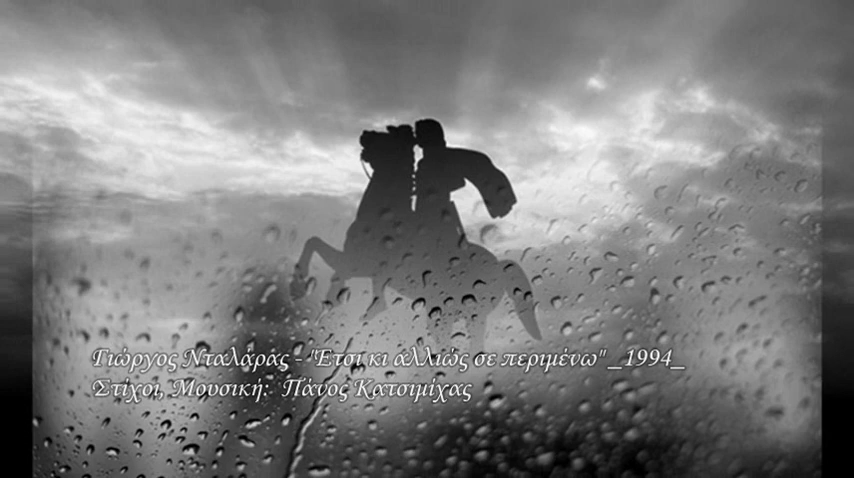 Γιώργος Νταλάρας - "Έτσι κι αλλιώς σε περιμένω"_1994_
Στίχοι, Μουσική: Πάνος Κατσιμίχας